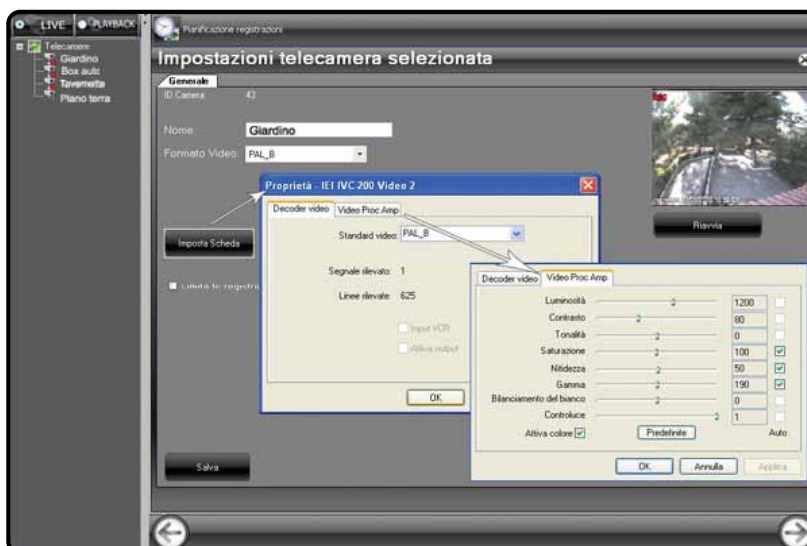 LIVE PLAYBACK
Telecamere
Giardino
Box auto
Tavernetta
Piano terra
Pianificazione registrazioni
Impostazioni telecamera selezionata
Generale
ID Camera: 43
Nome: Giardino
Formato Video: PAL_B
Imposta Scheda
Riavvia
Salva
Proprietà - IEI IVC-200 Video 2
Decoder video Video Proc Amp
Standard video: PAL_B
Segnale rilevato: 1
Linee rilevate: 625
Input VCR
Attiva output
OK
Decoder video Video Proc Amp
Luminosità 1200
Contrasto 80
Tonalità 0
Saturazione 100
Nitidezza 50
Gamma 190
Bilanciamento del bianco 0
Controluce 1
Attiva colore Predefinite Auto
OK Annulla Applica